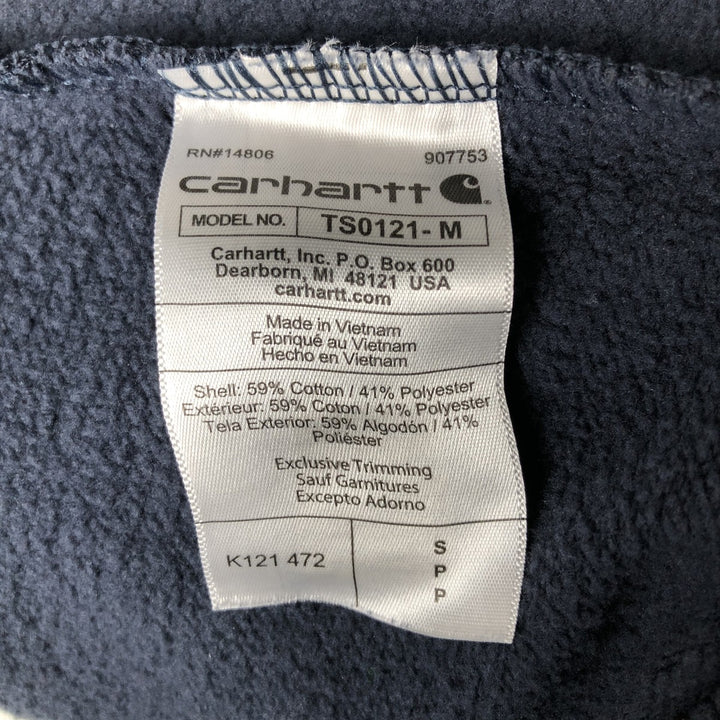 RN#14806 907753
carhartt
MODEL NO. TS0121- M
Carhartt, Inc. P.O. Box 600
Dearborn, MI 48121 USA
carhartt.com
Made in Vietnam
Fabriqué au Vietnam
Hecho en Vietnam
Shell: 59% Cotton / 41% Polyester
Extérieur: 59% Coton / 41% Polyester
Tela Exterior: 59% Algodón / 41%
Poliéster
Exclusive Trimming
Sauf Garnitures
Excepto Adorno
K121 472
S
P
P